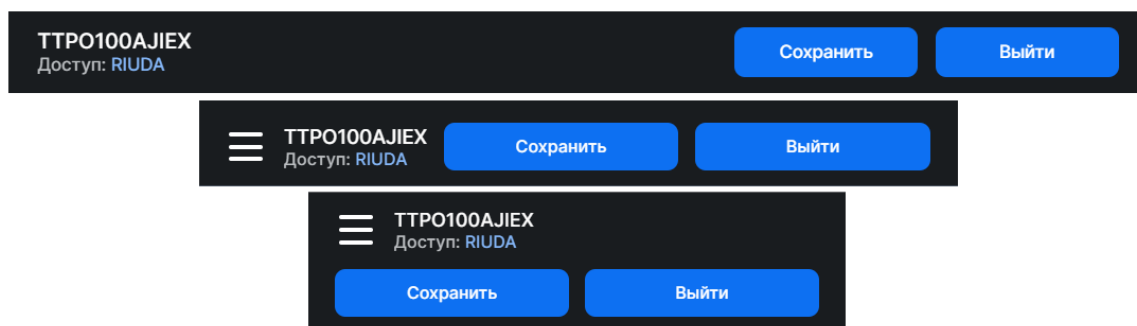 TTPO100AJIEX
Доступ: RIUDA
Сохранить
Выйти
TTPO100AJIEX
Доступ: RIUDA
Сохранить
Выйти
TTPO100AJIEX
Доступ: RIUDA
Сохранить
Выйти